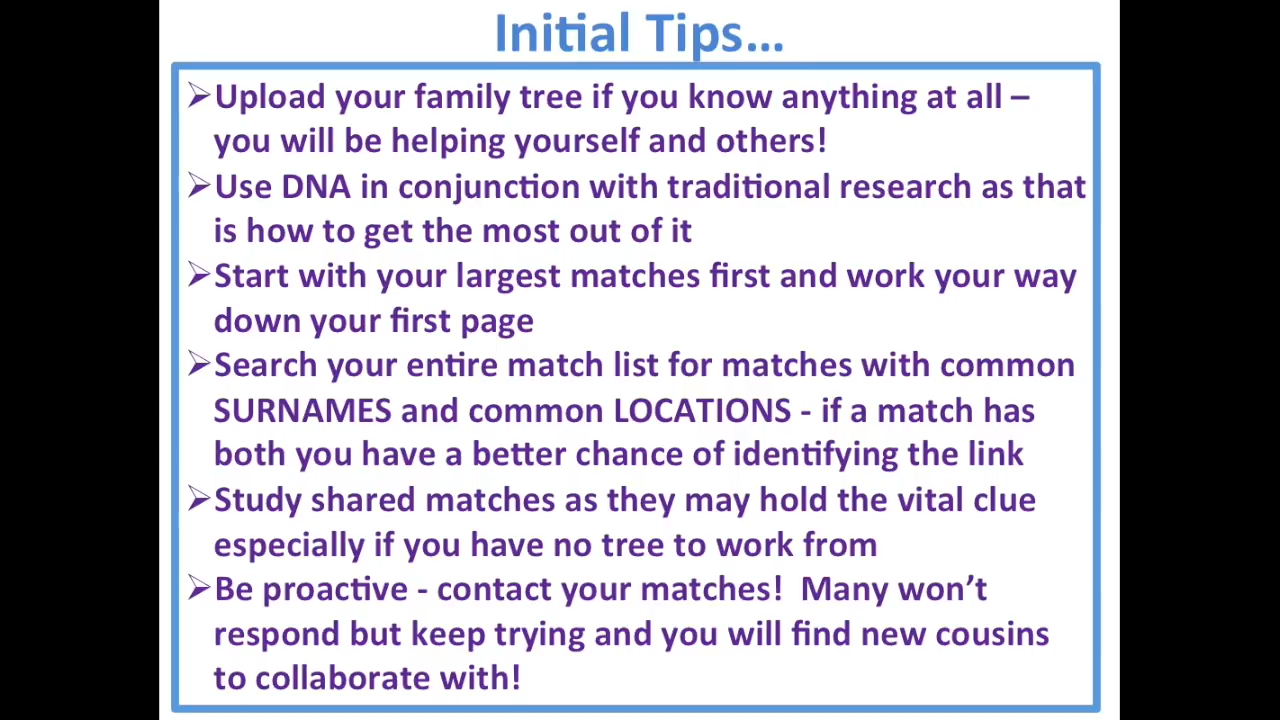 Initial Tips...
➢Upload your family tree if you know anything at all –
you will be helping yourself and others!
➢Use DNA in conjunction with traditional research as that
is how to get the most out of it
➢Start with your largest matches first and work your way
down your first page
➢Search your entire match list for matches with common
SURNAMES and common LOCATIONS - if a match has
both you have a better chance of identifying the link
➢Study shared matches as they may hold the vital clue
especially if you have no tree to work from
➢Be proactive - contact your matches!  Many won’t
respond but keep trying and you will find new cousins
to collaborate with!